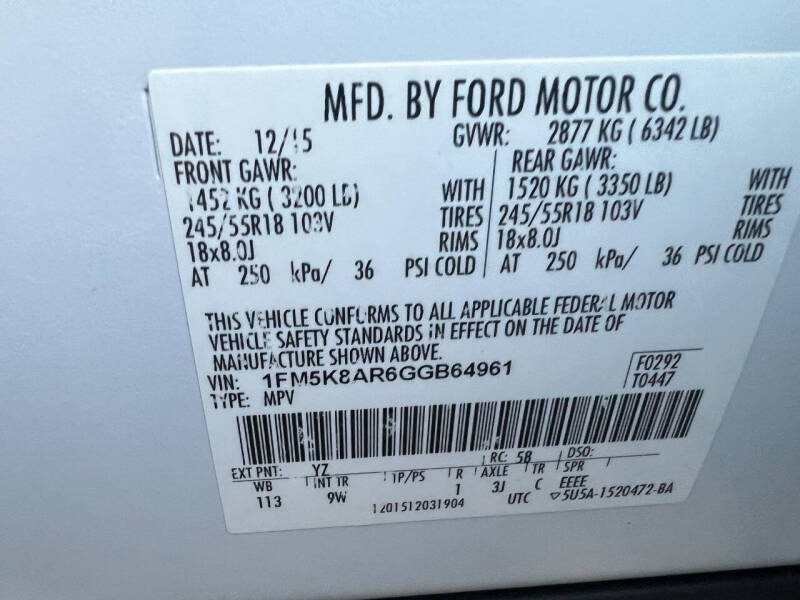 MFD. BY FORD MOTOR CO.
DATE: 12/15 GVWR: 2877 KG ( 6342 LB)
FRONT GAWR: REAR GAWR:
1452 KG ( 3200 LB) WITH 1520 KG ( 3350 LB) WITH
245/55R18 103V TIRES 245/55R18 103V TIRES
18x8.0J RIMS 18x8.0J RIMS
AT 250 kPa/ 36 PSI COLD AT 250 kPa/ 36 PSI COLD
THIS VEHICLE CONFORMS TO ALL APPLICABLE FEDERAL MOTOR
VEHICLE SAFETY STANDARDS IN EFFECT ON THE DATE OF
MANUFACTURE SHOWN ABOVE.
VIN: 1FM5K8AR6GGB64961 F0292
TYPE: MPV T0447
EXT PNT: YZ RC: 58 DSO:
WB INT TR TP/PS R AXLE TR SPR
113 9W 1 3J C EEEE
1201512031904 UTC ▽5U5A-1520472-BA